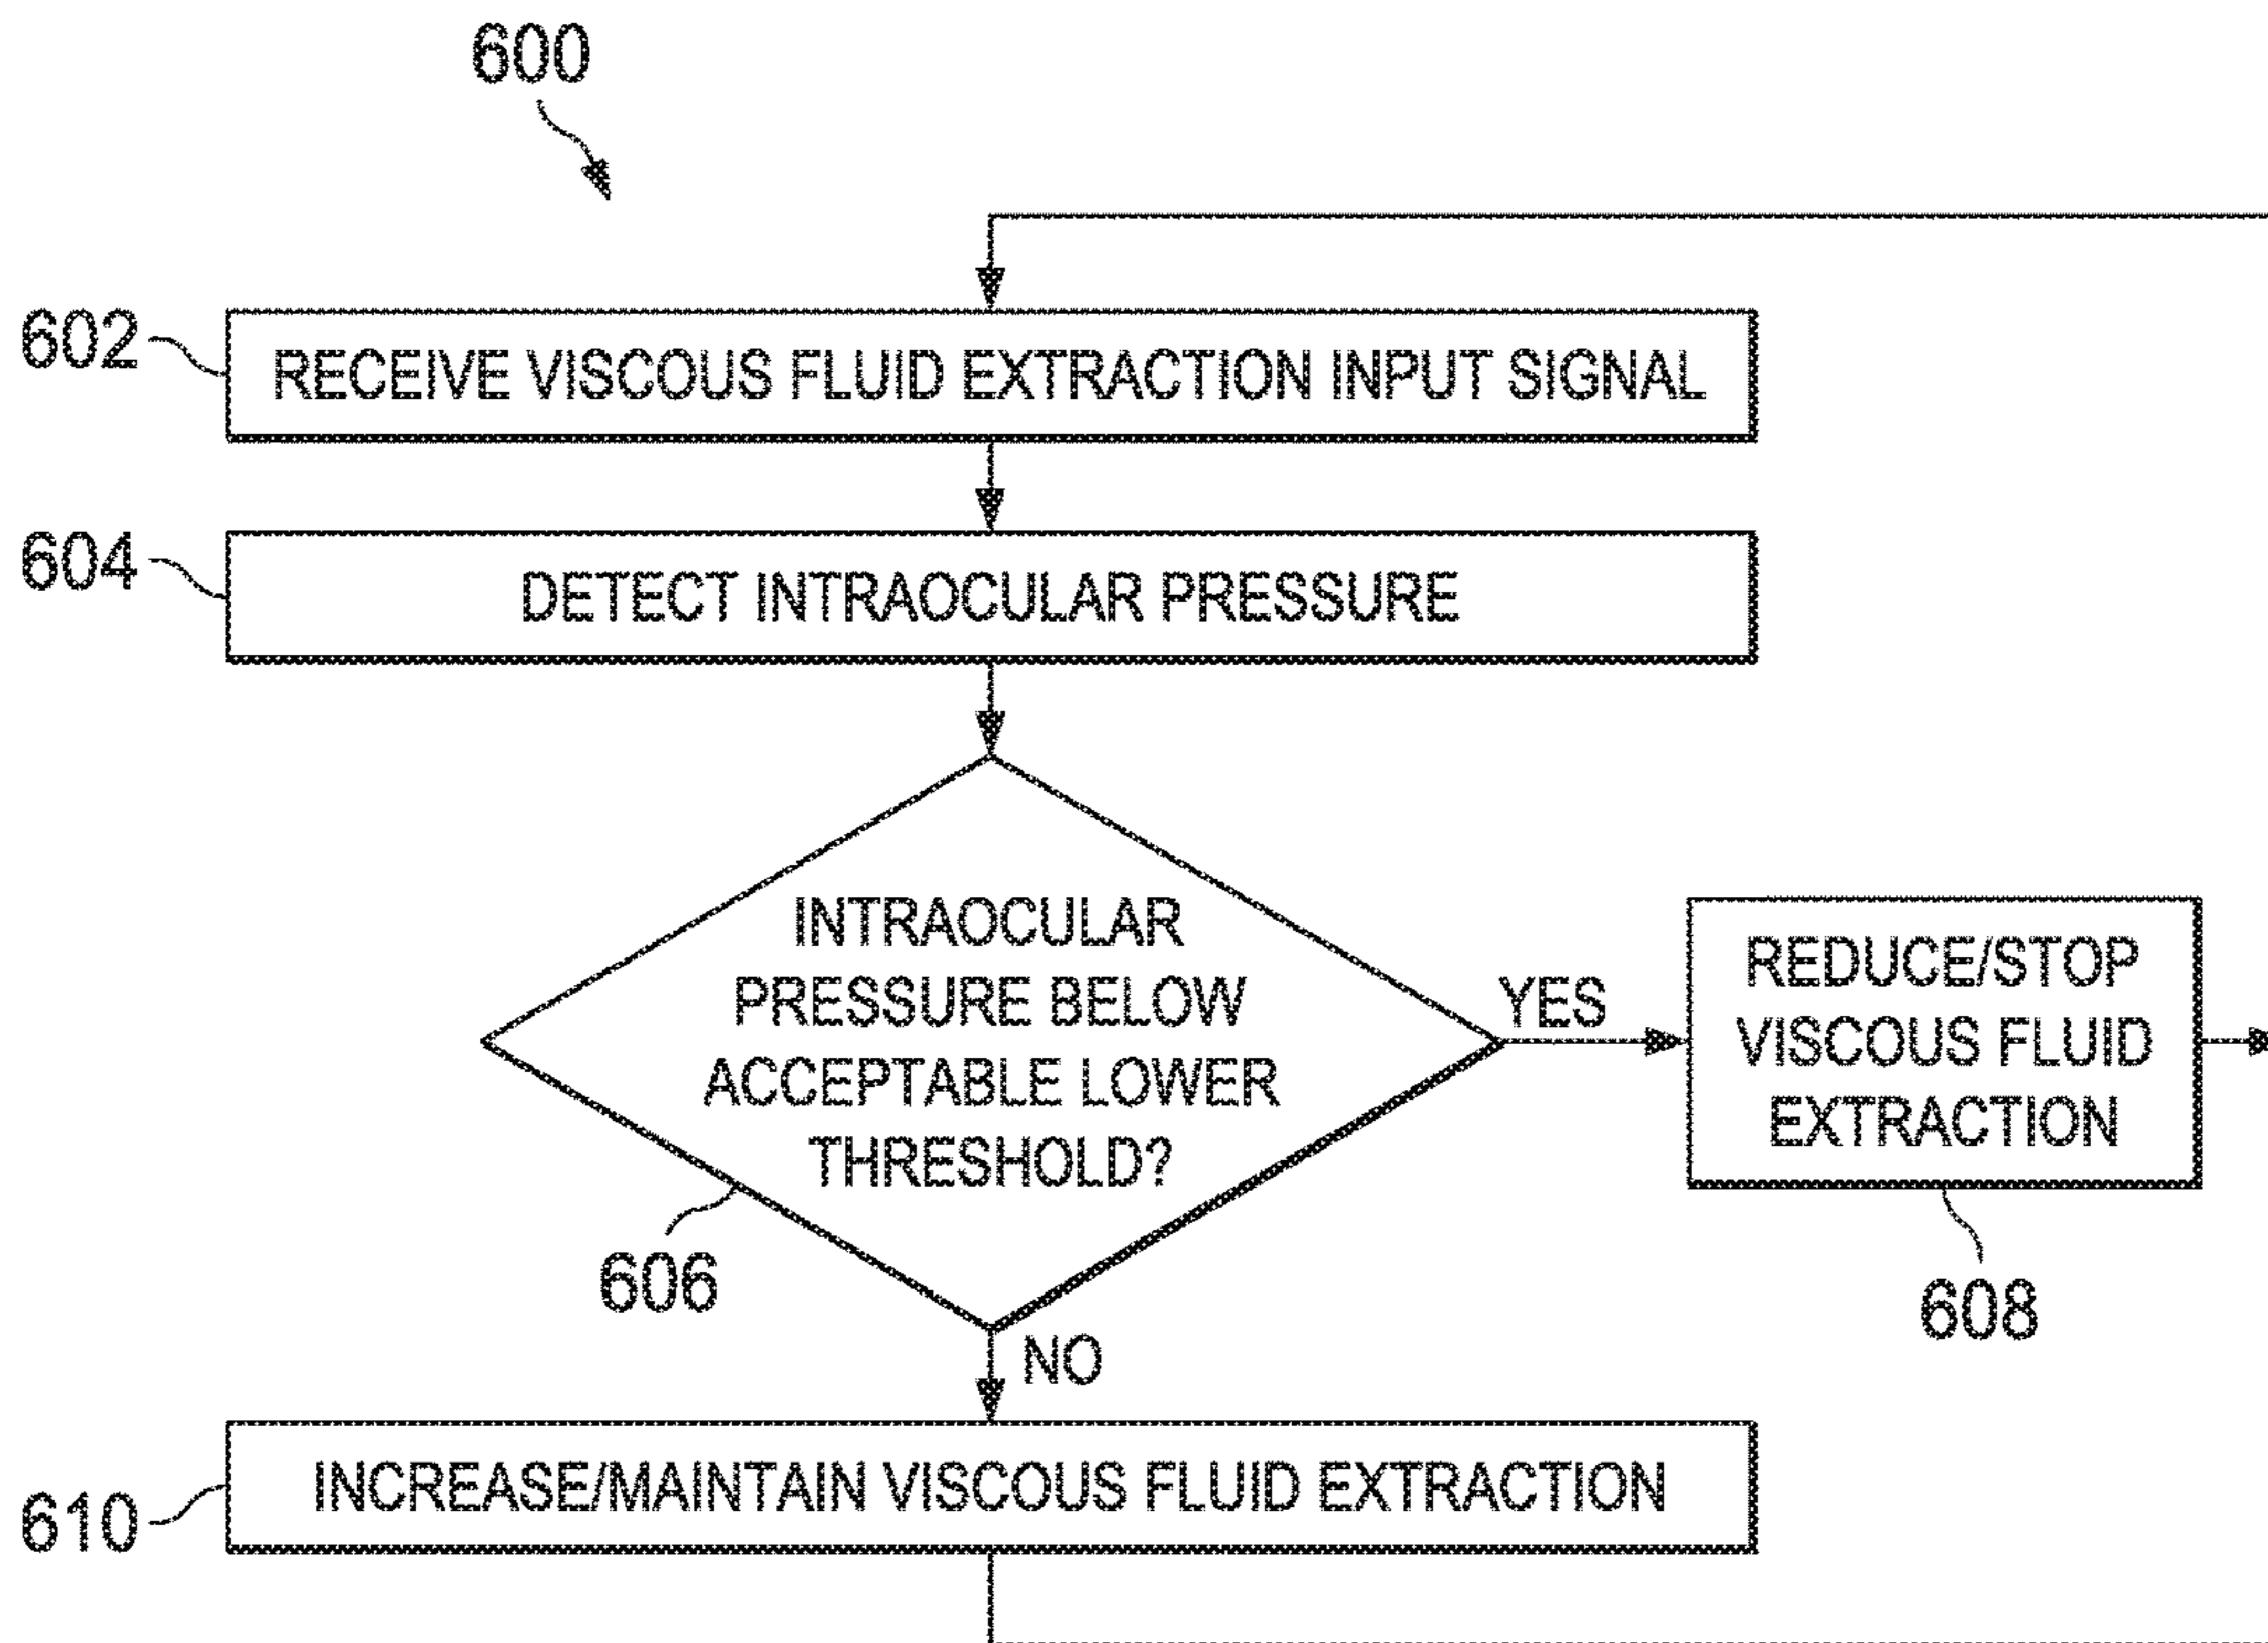 600
602
RECEIVE VISCOUS FLUID EXTRACTION INPUT SIGNAL
604
DETECT INTRAOCULAR PRESSURE
INTRAOCULAR
PRESSURE BELOW
ACCEPTABLE LOWER
THRESHOLD?
606
YES
REDUCE/STOP
VISCOUS FLUID
EXTRACTION
608
NO
610
INCREASE/MAINTAIN VISCOUS FLUID EXTRACTION